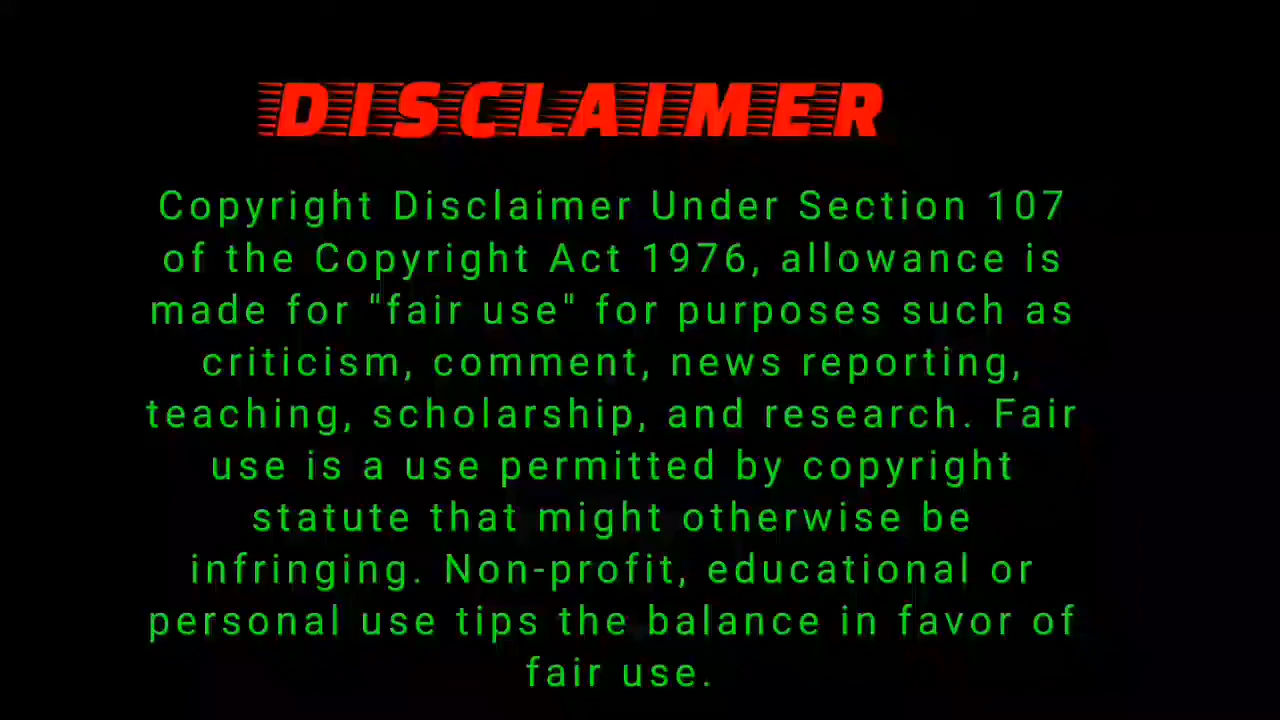 DISCLAIMER
Copyright Disclaimer Under Section 107
of the Copyright Act 1976, allowance is
made for "fair use" for purposes such as
criticism, comment, news reporting,
teaching, scholarship, and research. Fair
use is a use permitted by copyright
statute that might otherwise be
infringing. Non-profit, educational or
personal use tips the balance in favor of
fair use.